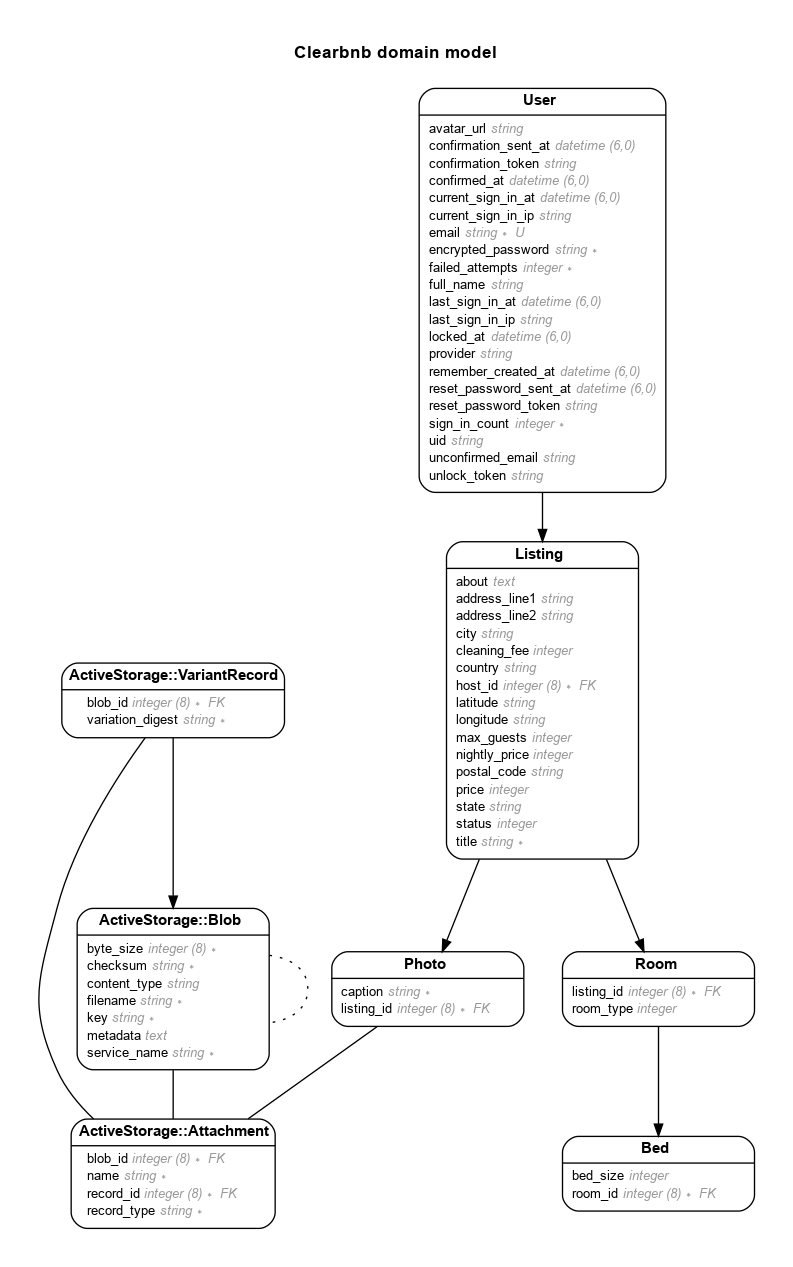 Clearbnb domain model
User
avatar_url string
confirmation_sent_at datetime (6,0)
confirmation_token string
confirmed_at datetime (6,0)
current_sign_in_at datetime (6,0)
current_sign_in_ip string
email string ∗ U
encrypted_password string ∗
failed_attempts integer ∗
full_name string
last_sign_in_at datetime (6,0)
last_sign_in_ip string
locked_at datetime (6,0)
provider string
remember_created_at datetime (6,0)
reset_password_sent_at datetime (6,0)
reset_password_token string
sign_in_count integer ∗
uid string
unconfirmed_email string
unlock_token string
Listing
about text
address_line1 string
address_line2 string
city string
cleaning_fee integer
country string
host_id integer (8) ∗ FK
latitude string
longitude string
max_guests integer
nightly_price integer
postal_code string
price integer
state string
status integer
title string ∗
ActiveStorage::VariantRecord
blob_id integer (8) ∗ FK
variation_digest string ∗
ActiveStorage::Blob
byte_size integer (8) ∗
checksum string ∗
content_type string
filename string ∗
key string ∗
metadata text
service_name string ∗
Photo
caption string ∗
listing_id integer (8) ∗ FK
Room
listing_id integer (8) ∗ FK
room_type integer
ActiveStorage::Attachment
blob_id integer (8) ∗ FK
name string ∗
record_id integer (8) ∗ FK
record_type string ∗
Bed
bed_size integer
room_id integer (8) ∗ FK